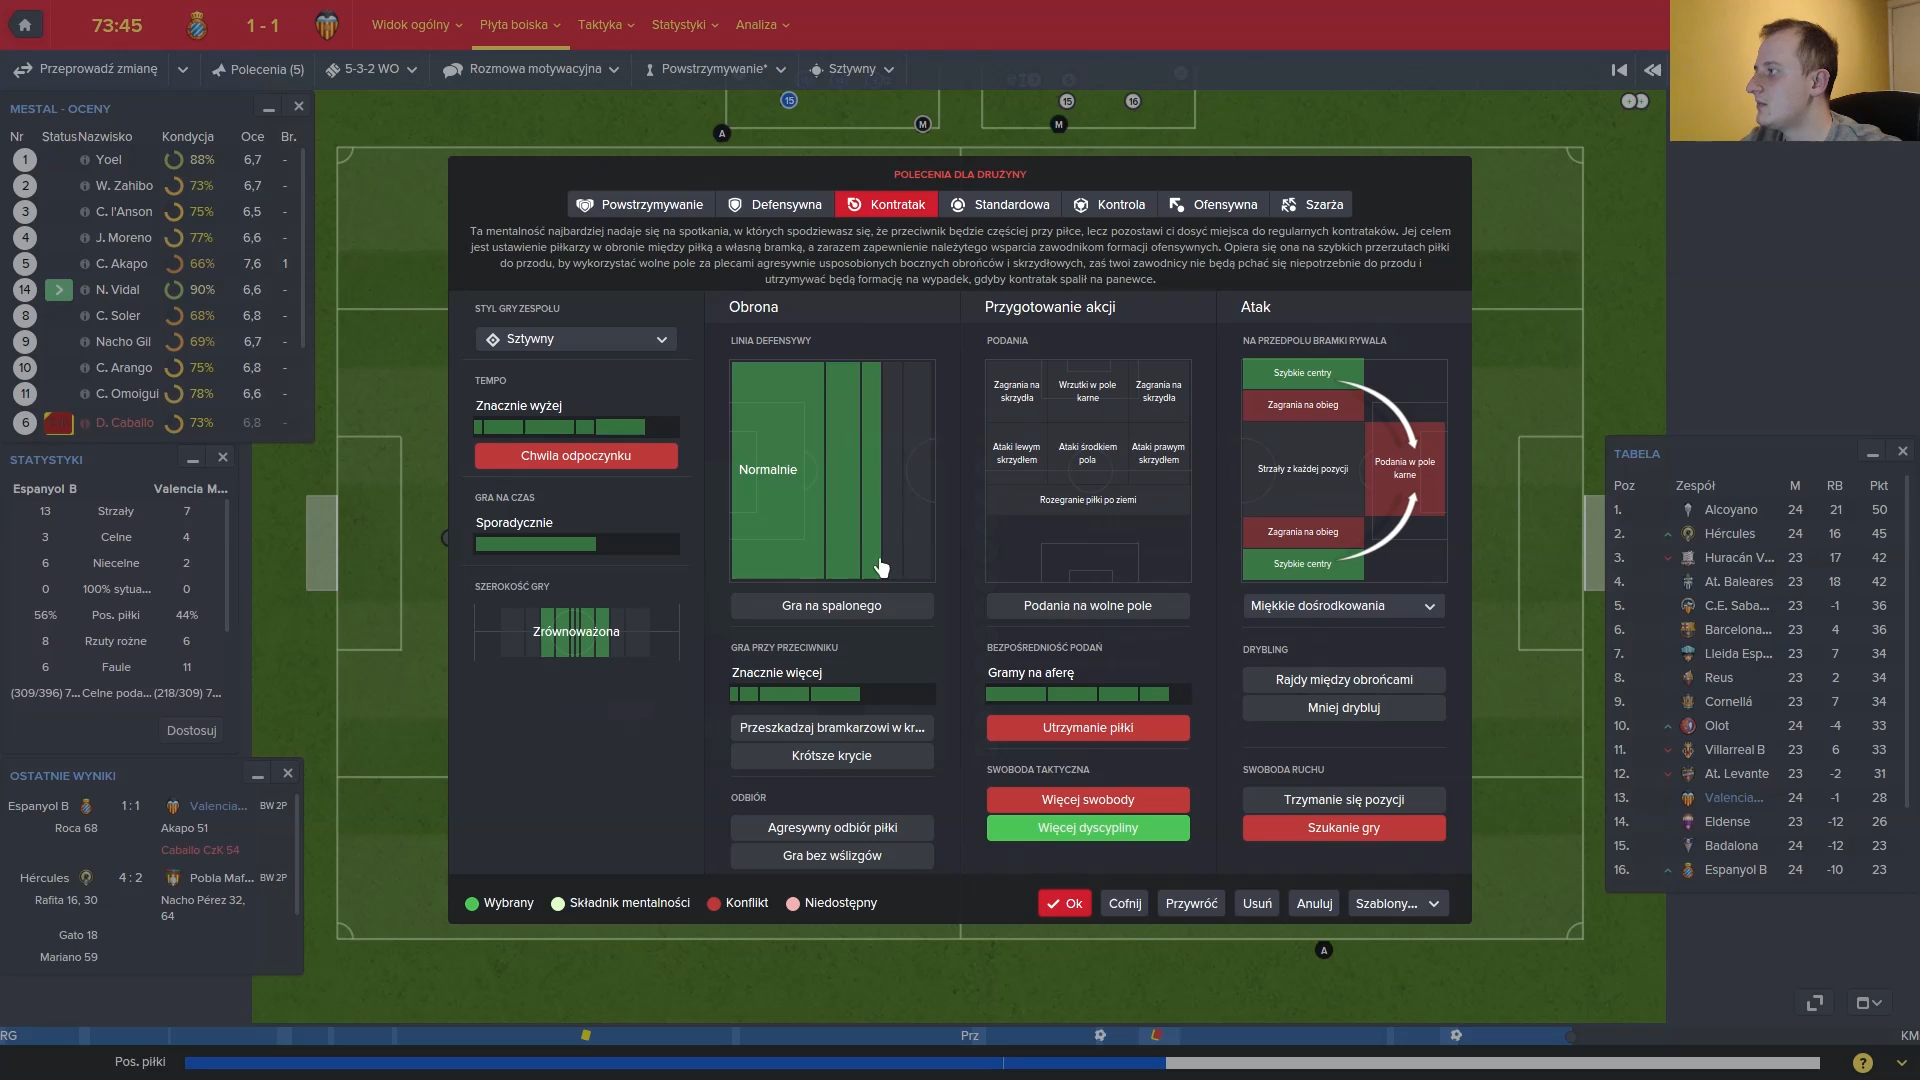 73:45
1 - 1
Widok ogólny
Płyta boiska
Taktyka
Statystyki
Analiza
Przeprowadź zmianę
Polecenia (5)
5-3-2 WO
Rozmowa motywacyjna
Powstrzymywanie*
Sztywny
15
M
A
15
16
M
MESTAL - OCENY
Nr Status Nazwisko Kondycja Oce Br.
1 Yoel 88% 6,7 -
2 W. Zahibo 73% 6,7 -
3 C. l'Anson 75% 6,5 -
4 J. Moreno 77% 6,6 -
5 C. Akapo 66% 7,6 1
14 N. Vidal 90% 6,6 -
8 C. Soler 68% 6,8 -
9 Nacho Gil 69% 6,7 -
10 C. Arango 75% 6,8 -
11 C. Omoigui 78% 6,6 -
6 D. Caballo 73% 6,8 -
STATYSTYKI
Espanyol B Valencia M...
13 Strzały 7
3 Celne 4
6 Niecelne 2
0 100% sytua... 0
56% Pos. piłki 44%
8 Rzuty rożne 6
6 Faule 11
(309/396) 7... Celne poda... (218/309) 7...
Dostosuj
OSTATNIE WYNIKI
Espanyol B 1:1 Valencia... BW 2P
Roca 68 Akapo 51
Caballo CzK 54
Hércules 4:2 Pobla Maf... BW 2P
Rafita 16, 30 Nacho Pérez 32,
64
Gato 18
Mariano 59
POLECENIA DLA DRUŻYNY
Powstrzymywanie
Defensywna
Kontratak
Standardowa
Kontrola
Ofensywna
Szarża
Ta mentalność najbardziej nadaje się na spotkania, w których spodziewasz się, że przeciwnik będzie częściej przy piłce, lecz pozostawi ci dosyć miejsca do regularnych kontrataków. Jej celem
jest ustawienie piłkarzy w obronie między piłką a własną bramką, a zarazem zapewnienie należytego wsparcia zawodnikom formacji ofensywnych. Opiera się ona na szybkich przerzutach piłki
do przodu, by wykorzystać wolne pole za plecami agresywnie usposobionych bocznych obrońców i skrzydłowych, zaś twoi zawodnicy nie będą pchać się niepotrzebnie do przodu i
utrzymywać będą formację na wypadek, gdyby kontratak spalił na panewce.
STYL GRY ZESPOŁU
Sztywny
TEMPO
Znacznie wyżej
Chwila odpoczynku
GRA NA CZAS
Sporadycznie
SZEROKOŚĆ GRY
Zrównoważona
Obrona
LINIA DEFENSYWY
Normalnie
Gra na spalonego
GRA PRZY PRZECIWNIKU
Znacznie więcej
Przeszkadzaj bramkarzowi w kr...
Krótsze krycie
ODBIÓR
Agresywny odbiór piłki
Gra bez wślizgów
Przygotowanie akcji
PODANIA
Zagrania na
skrzydła
Wrzutki w pole
karne
Zagrania na
skrzydła
Ataki lewym
skrzydłem
Ataki środkiem
pola
Ataki prawym
skrzydłem
Rozegranie piłki po ziemi
Podania na wolne pole
BEZPOŚREDNIOŚĆ PODAŃ
Gramy na aferę
Utrzymanie piłki
SWOBODA TAKTYCZNA
Więcej swobody
Więcej dyscypliny
Atak
NA PRZEDPOLU BRAMKI RYWALA
Szybkie centry
Zagrania na obieg
Strzały z każdej pozycji
Podania w pole
karne
Zagrania na obieg
Szybkie centry
Miękkie dośrodkowania
DRYBLING
Rajdy między obrońcami
Mniej drybluj
SWOBODA RUCHU
Trzymanie się pozycji
Szukanie gry
Wybrany
Składnik mentalności
Konflikt
Niedostępny
Ok
Cofnij
Przywróć
Usuń
Anuluj
Szablony...
TABELA
Poz Zespół M RB Pkt
1. Alcoyano 24 21 50
2. Hércules 24 16 45
3. Huracán V... 23 17 42
4. At. Baleares 23 18 42
5. C.E. Saba... 23 -1 36
6. Barcelona... 23 4 36
7. Lleida Esp... 23 7 34
8. Reus 23 2 34
9. Cornellá 23 7 34
10. Olot 24 -4 33
11. Villarreal B 23 6 33
12. At. Levante 23 -2 31
13. Valencia... 24 -1 28
14. Eldense 23 -12 26
15. Badalona 24 -12 23
16. Espanyol B 24 -10 23
A
RG
Prz
KM
Pos. piłki
?